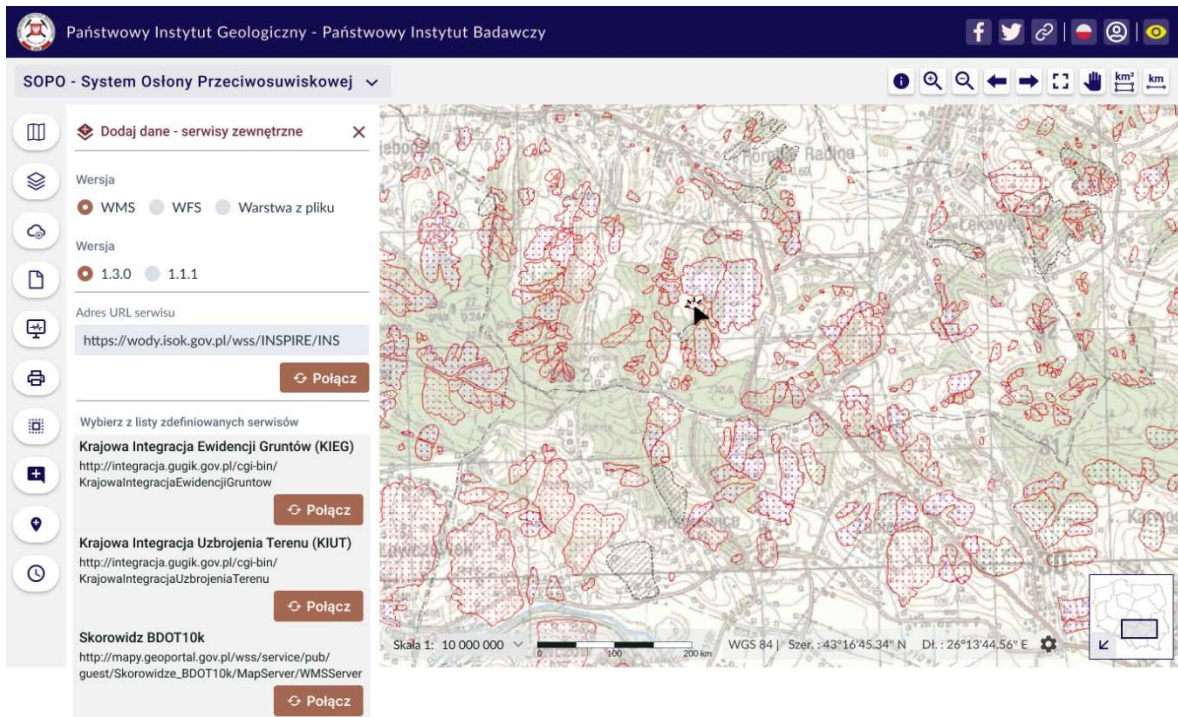 Państwowy Instytut Geologiczny - Państwowy Instytut Badawczy
SOPO - System Osłony Przeciwosuwiskowej
km²
km
Dodaj dane - serwisy zewnętrzne
Wersja
WMS WFS Warstwa z pliku
Wersja
1.3.0 1.1.1
Adres URL serwisu
https://wody.isok.gov.pl/wss/INSPIRE/INS
Połącz
Wybierz z listy zdefiniowanych serwisów
Krajowa Integracja Ewidencji Gruntów (KIEG)
http://integracja.gugik.gov.pl/cgi-bin/
KrajowaIntegracjaEwidencjiGruntow
Połącz
Krajowa Integracja Uzbrojenia Terenu (KIUT)
http://integracja.gugik.gov.pl/cgi-bin/
KrajowaIntegracjaUzbrojeniaTerenu
Połącz
Skorowidz BDOT10k
http://mapy.geoportal.gov.pl/wss/service/pub/
guest/Skorowidze_BDOT10k/MapServer/WMSServer
Połącz
Radlna
Skala 1: 10 000 000
0 100 200 km
WGS 84 | Szer. : 43°16'45.34" N Dł. : 26°13'44.56" E